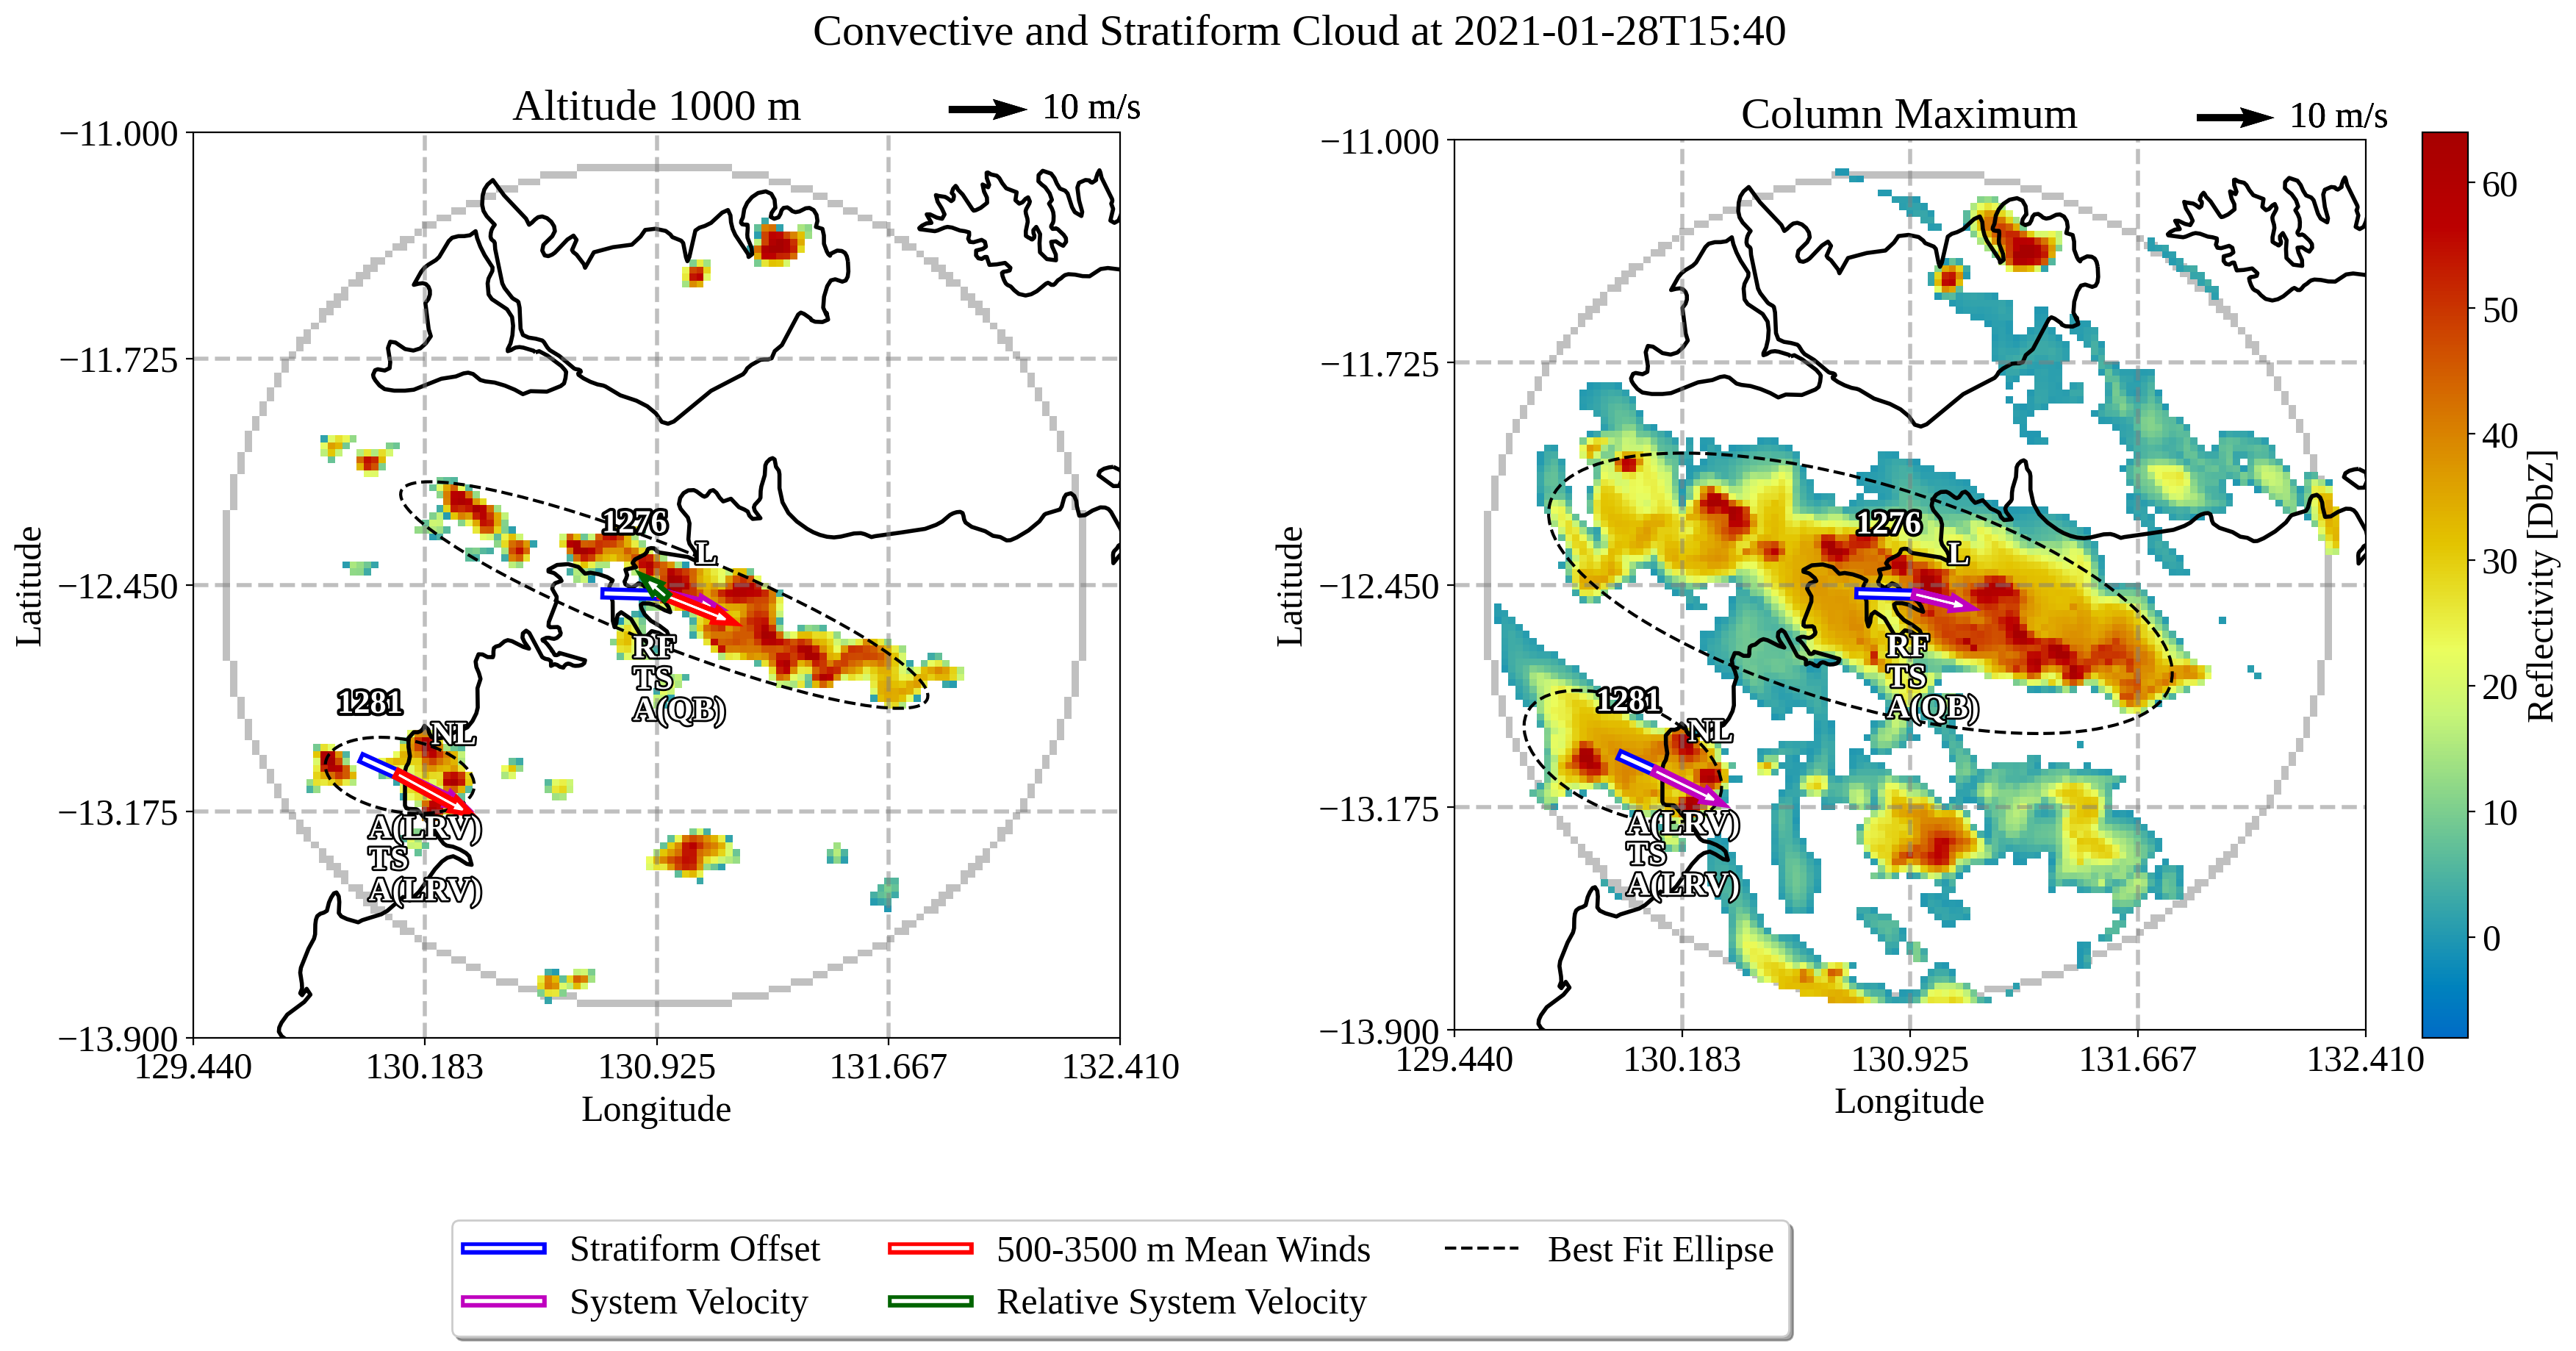 Convective and Stratiform Cloud at 2021-01-28T15:40
Altitude 1000 m
10 m/s
−11.000
−11.725
−12.450
−13.175
−13.900
Latitude
129.440
130.183
130.925
131.667
132.410
Longitude
1276
L
RF
TS
A(QB)
1281
NL
A(LRV)
TS
A(LRV)
Column Maximum
10 m/s
−11.000
−11.725
−12.450
−13.175
−13.900
Latitude
129.440
130.183
130.925
131.667
132.410
Longitude
1276
L
RF
TS
A(QB)
1281
NL
A(LRV)
TS
A(LRV)
60
50
40
30
20
10
0
Reflectivity [DbZ]
Stratiform Offset
System Velocity
500-3500 m Mean Winds
Relative System Velocity
Best Fit Ellipse